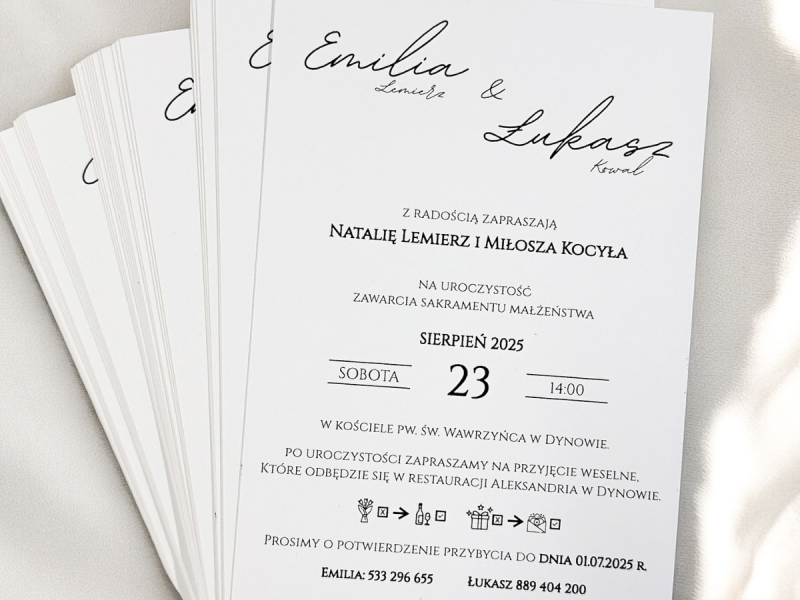 Emilia
Lemierz
&
Łukasz
Kowal
Z RADOŚCIĄ ZAPRASZAJĄ
NATALIĘ LEMIERZ I MIŁOSZA KOCYŁA
NA UROCZYSTOŚĆ
ZAWARCIA SAKRAMENTU MAŁŻEŃSTWA
SIERPIEŃ 2025
SOBOTA 23 14:00
W KOŚCIELE PW. ŚW. WAWRZYŃCA W DYNOWIE.
PO UROCZYSTOŚCI ZAPRASZAMY NA PRZYJĘCIE WESELNE,
KTÓRE ODBĘDZIE SIĘ W RESTAURACJI ALEKSANDRIA W DYNOWIE.
PROSIMY O POTWIERDZENIE PRZYBYCIA DO DNIA 01.07.2025 R.
EMILIA: 533 296 655 ŁUKASZ 889 404 200